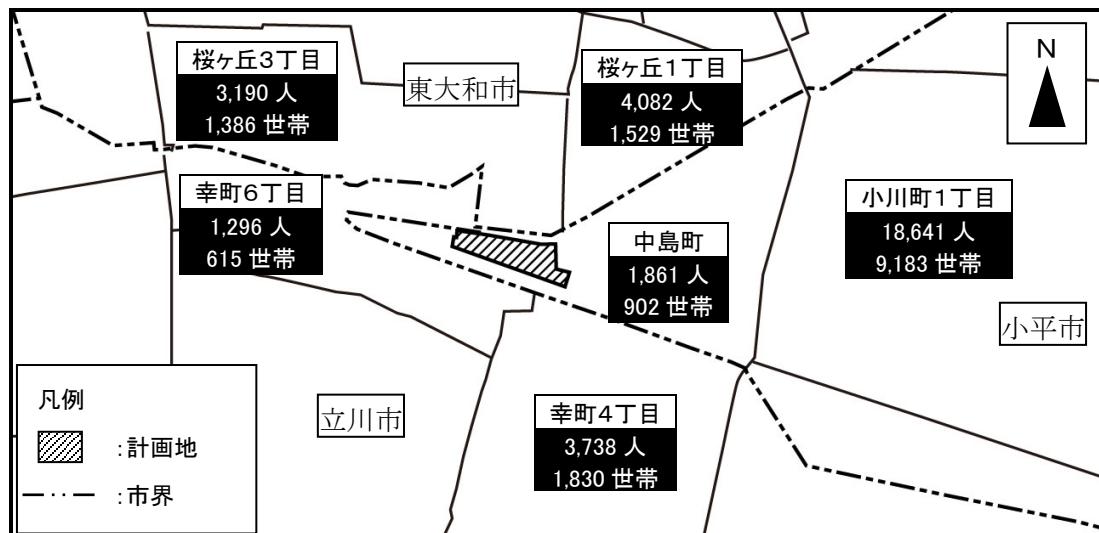 桜ヶ丘3丁目
3,190 人
1,386 世帯
東大和市
桜ヶ丘1丁目
4,082 人
1,529 世帯
N
幸町6丁目
1,296 人
615 世帯
中島町
1,861 人
902 世帯
小川町1丁目
18,641 人
9,183 世帯
小平市
立川市
幸町4丁目
3,738 人
1,830 世帯
凡例
:計画地
:市界